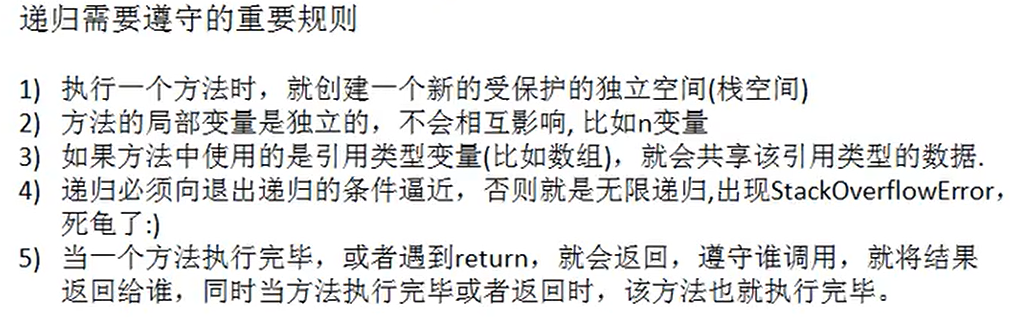 递归需要遵守的重要规则
1) 执行一个方法时，就创建一个新的受保护的独立空间(栈空间)
2) 方法的局部变量是独立的，不会相互影响, 比如n变量
3) 如果方法中使用的是引用类型变量(比如数组)，就会共享该引用类型的数据.
4) 递归必须向退出递归的条件逼近，否则就是无限递归,出现StackOverflowError，
死龟了:)
5) 当一个方法执行完毕，或者遇到return，就会返回，遵守谁调用，就将结果
返回给谁，同时当方法执行完毕或者返回时，该方法也就执行完毕。